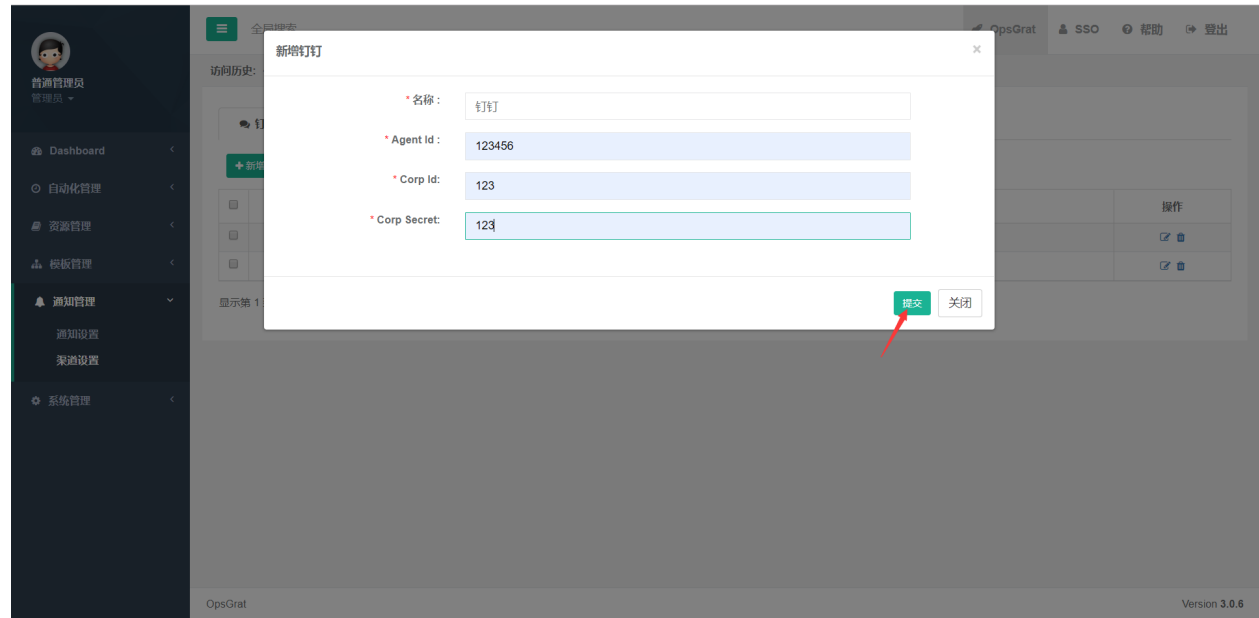 全局搜索
OpsGrat
SSO
帮助
登出
普通管理员
管理员
访问历史:
Dashboard
自动化管理
资源管理
模板管理
通知管理
通知设置
渠道设置
系统管理
新增钉钉
×
* 名称 :
钉钉
* Agent Id :
123456
* Corp Id:
123
* Corp Secret:
123
提交
关闭
钉
+新增
操作
显示第 1
OpsGrat
Version 3.0.6